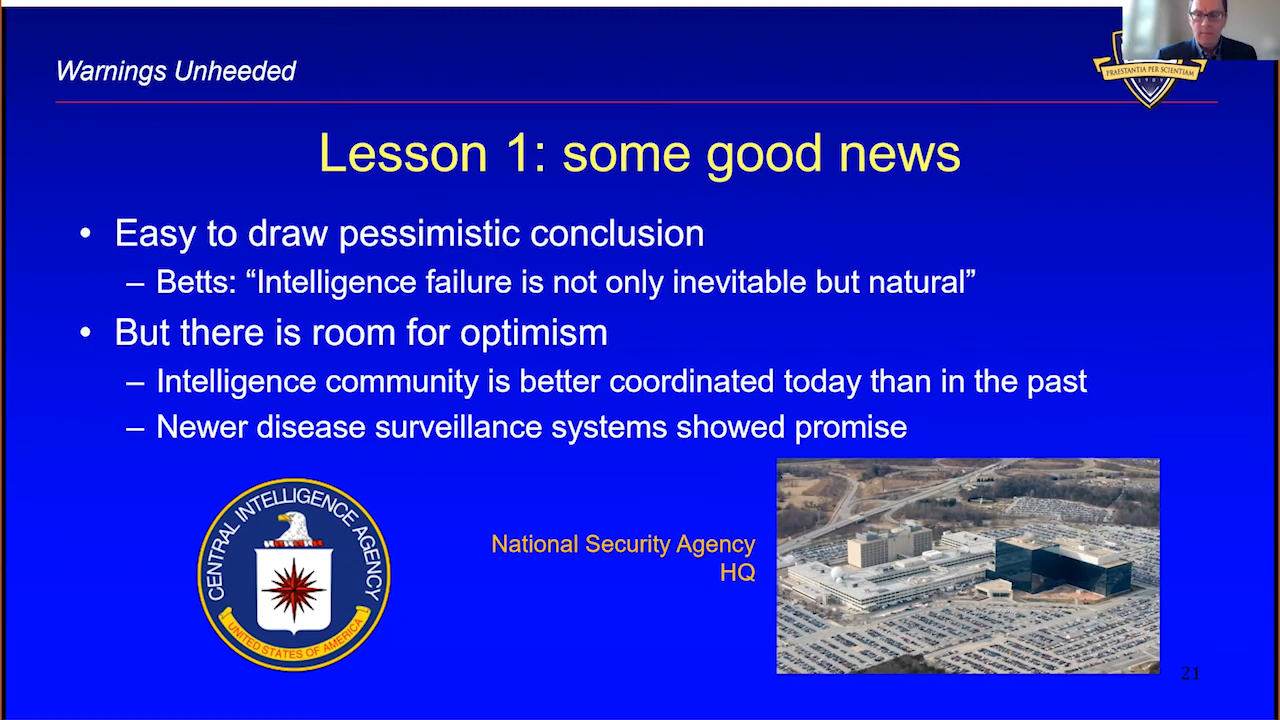 Warnings Unheeded
PRAESTANTIA PER SCIENTIAM
1909
Lesson 1: some good news
• Easy to draw pessimistic conclusion
– Betts: “Intelligence failure is not only inevitable but natural”
• But there is room for optimism
– Intelligence community is better coordinated today than in the past
– Newer disease surveillance systems showed promise
CENTRAL INTELLIGENCE AGENCY
UNITED STATES OF AMERICA
National Security Agency
HQ
21